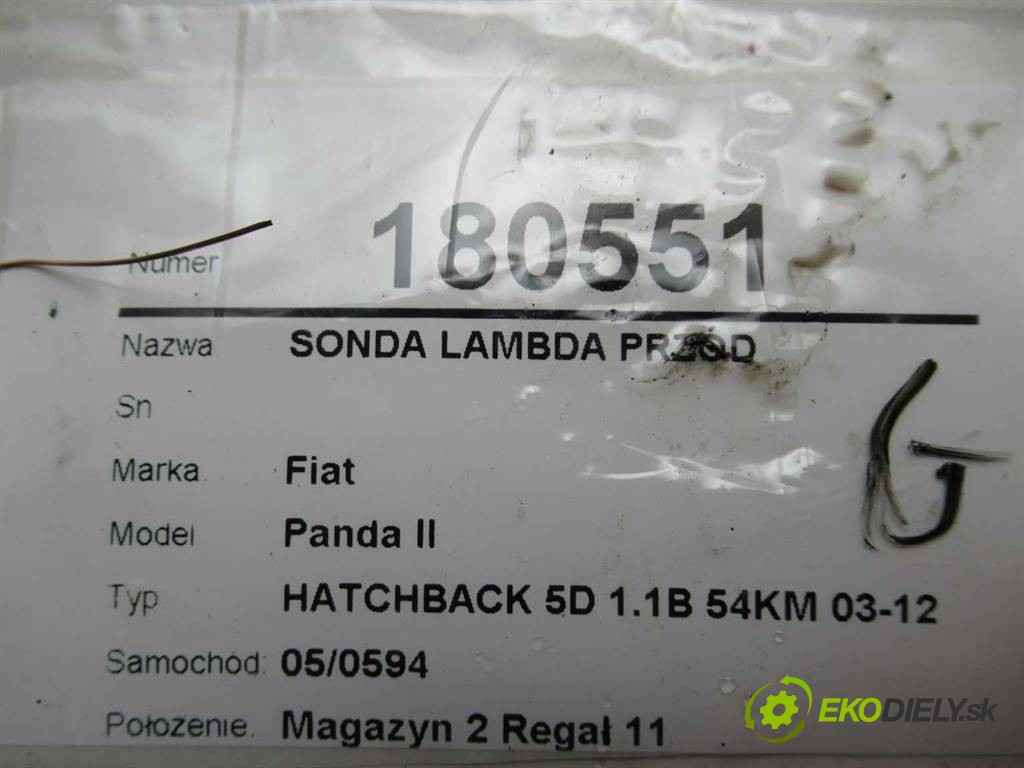 Numer 180551
Nazwa SONDA LAMBDA PRZÓD
Sn
Marka Fiat
Model Panda II
Typ HATCHBACK 5D 1.1B 54KM 03-12
Samochód: 05/0594
Położenie. Magazyn 2 Regał 11
G
EKODIELY.sk